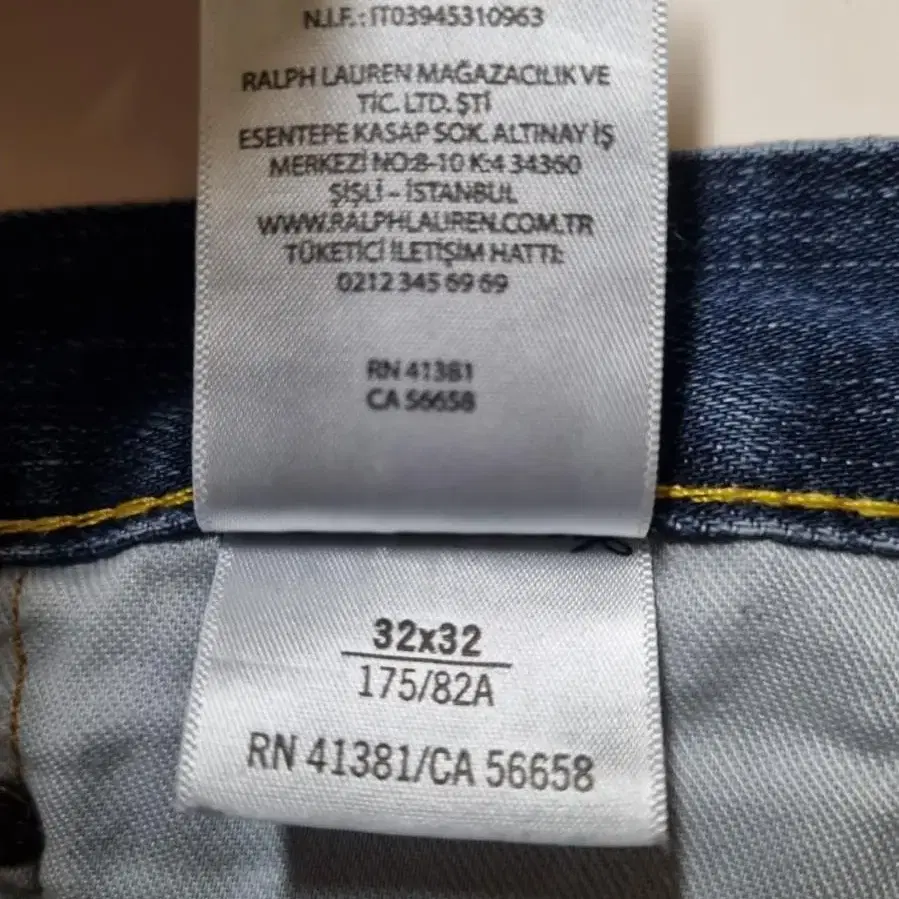 N.I.F.: IT03945310963
RALPH LAUREN MAĞAZACILIK VE
TİC. LTD. ŞTİ
ESENTEPE KASAP SOK. ALTINAY İŞ
MERKEZİ NO:8-10 K:4 34360
ŞİŞLİ – İSTANBUL
WWW.RALPHLAUREN.COM.TR
TÜKETİCİ İLETİŞİM HATTI:
0212 345 69 69
RN 41381
CA 56658
32x32
175/82A
RN 41381/CA 56658